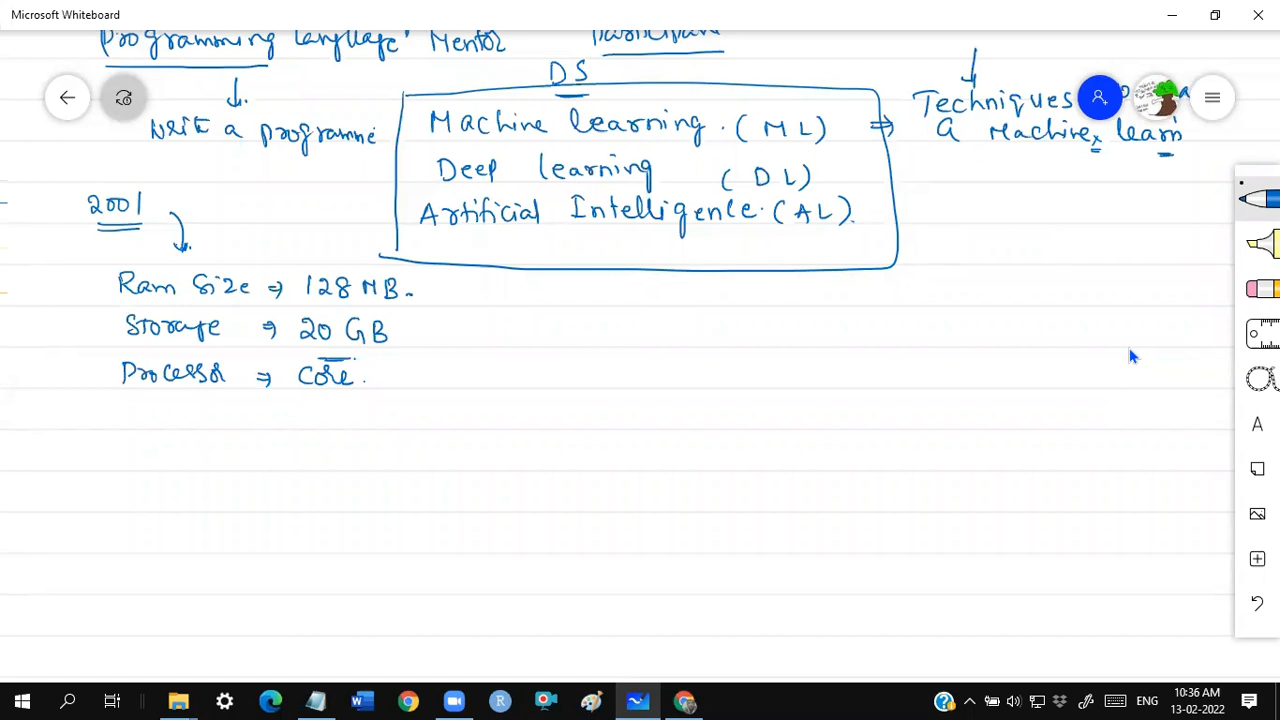 Microsoft Whiteboard
Programming language' Mentor
DS
Machine learning. (ML) ⇒ Techniques
A Machine learn
Write a programme
Deep learning (DL)
Artificial Intelligence. (AL).
2001
Ram Size ⇒ 128 MB.
Storage ⇒ 20 GB
Processor ⇒ Core.
A
ENG
10:36 AM
13-02-2022